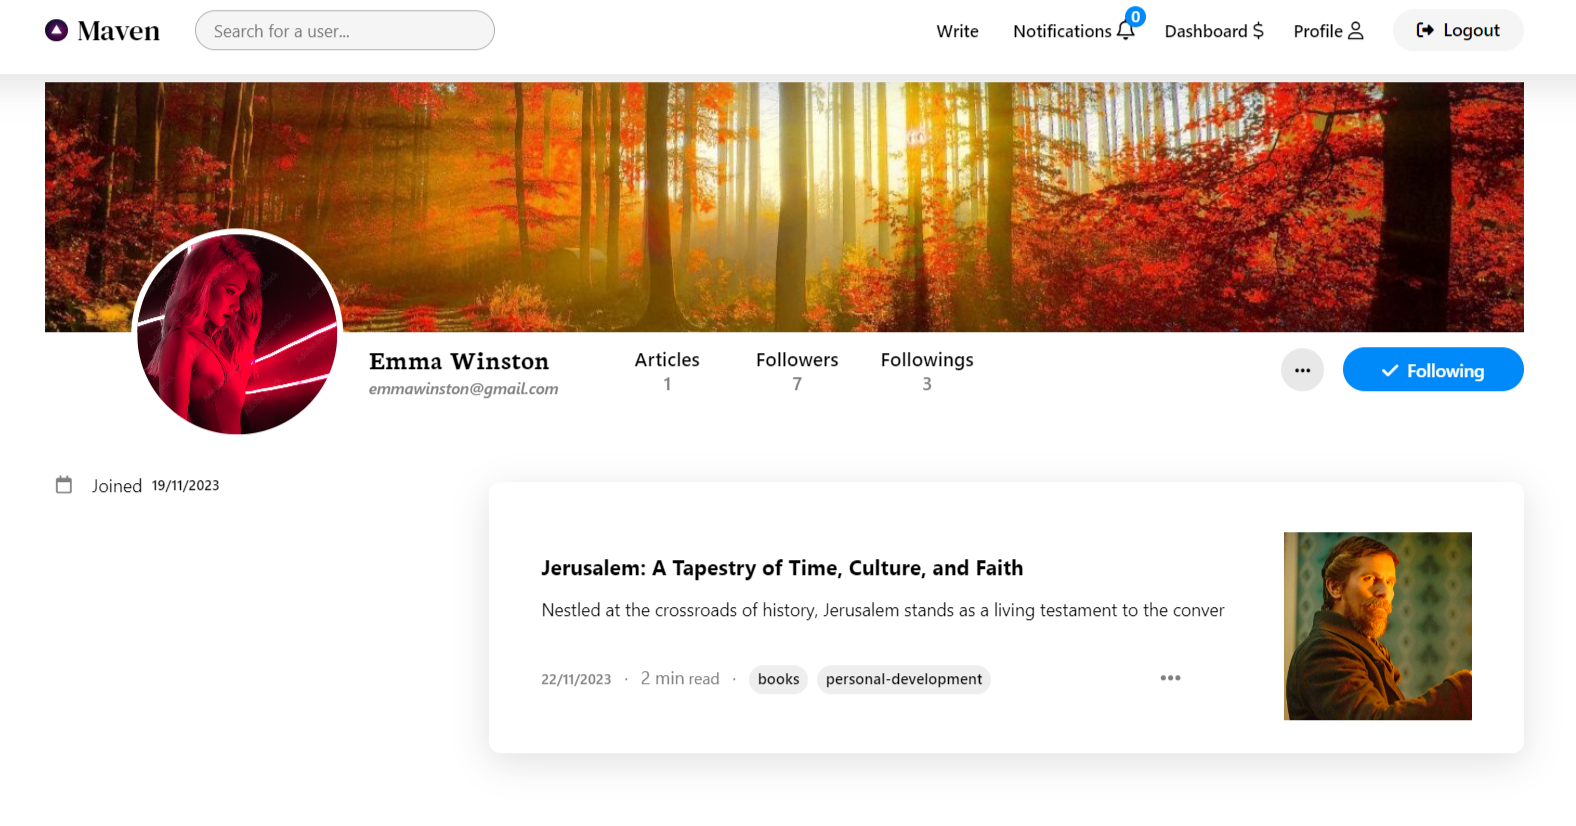 Maven
Search for a user...
Write
Notifications
0
Dashboard $
Profile
Logout
Emma Winston
emmawinston@gmail.com
Articles
1
Followers
7
Followings
3
Following
Joined 19/11/2023
Jerusalem: A Tapestry of Time, Culture, and Faith
Nestled at the crossroads of history, Jerusalem stands as a living testament to the conver
22/11/2023 · 2 min read · books personal-development